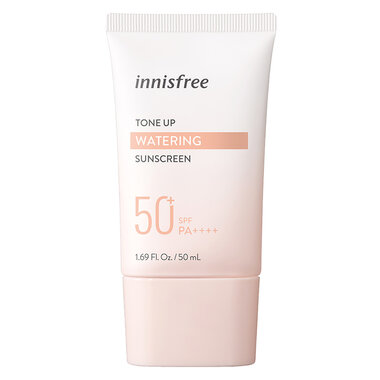 innisfree
TONE UP
WATERING
SUNSCREEN
50+
SPF
PA++++
1.69 Fl. Oz. / 50 mL